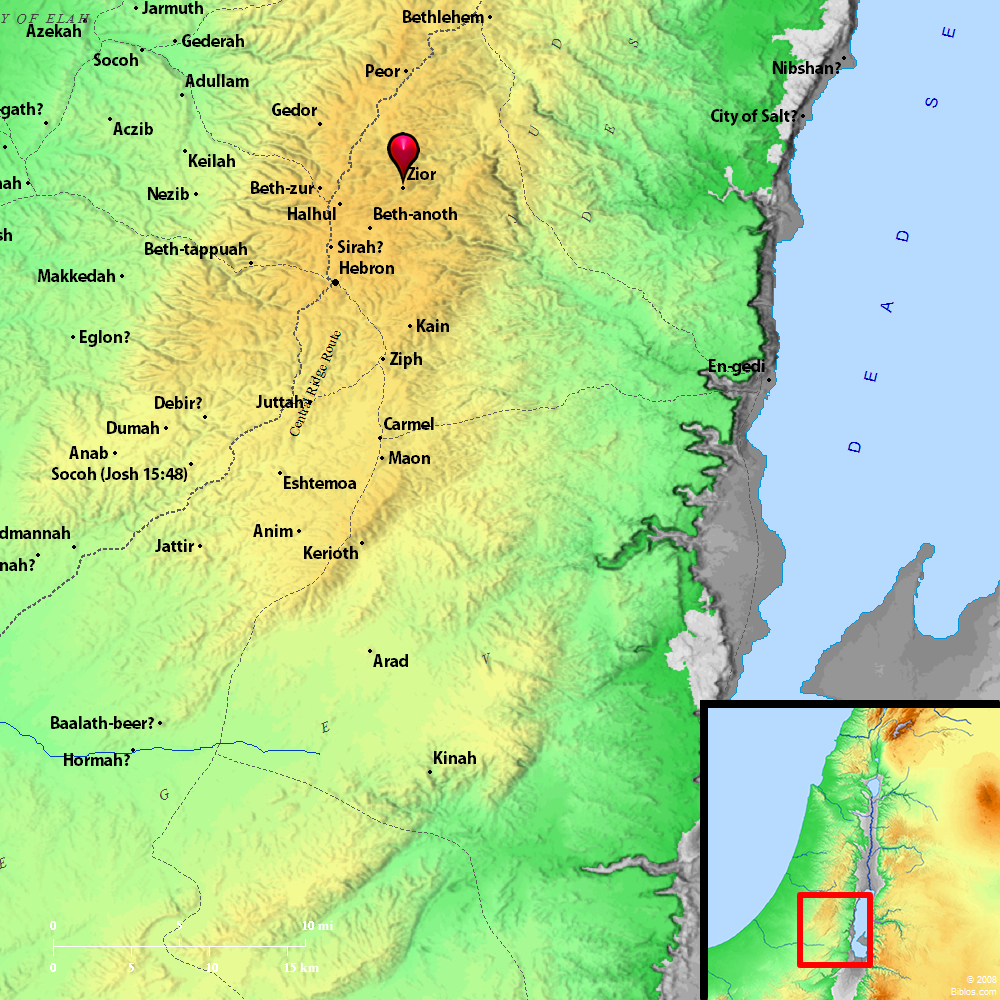 Jarmuth
Y OF ELAH
Bethlehem
Azekah
Gederah
Socoh
Peor
Nibshan?
Adullam
gath?
Gedor
City of Salt?
Aczib
Keilah
Zior
nah?
Beth-zur
Nezib
Halhul
Beth-anoth
sh
Sirah?
Beth-tappuah
Hebron
Makkedah
Kain
Eglon?
Ziph
En-gedi
Central Ridge Route
Juttah
Debir?
Dumah
Carmel
Anab
Maon
Socoh (Josh 15:48)
Eshtemoa
dmannah
Anim
Jattir
Kerioth
nah?
Arad
Baalath-beer?
Hormah?
Kinah
J U D E
D E S
N E G E V
D E A D S E
0 5 10 mi
0 5 10 15 km
© 2008
Biblos.com